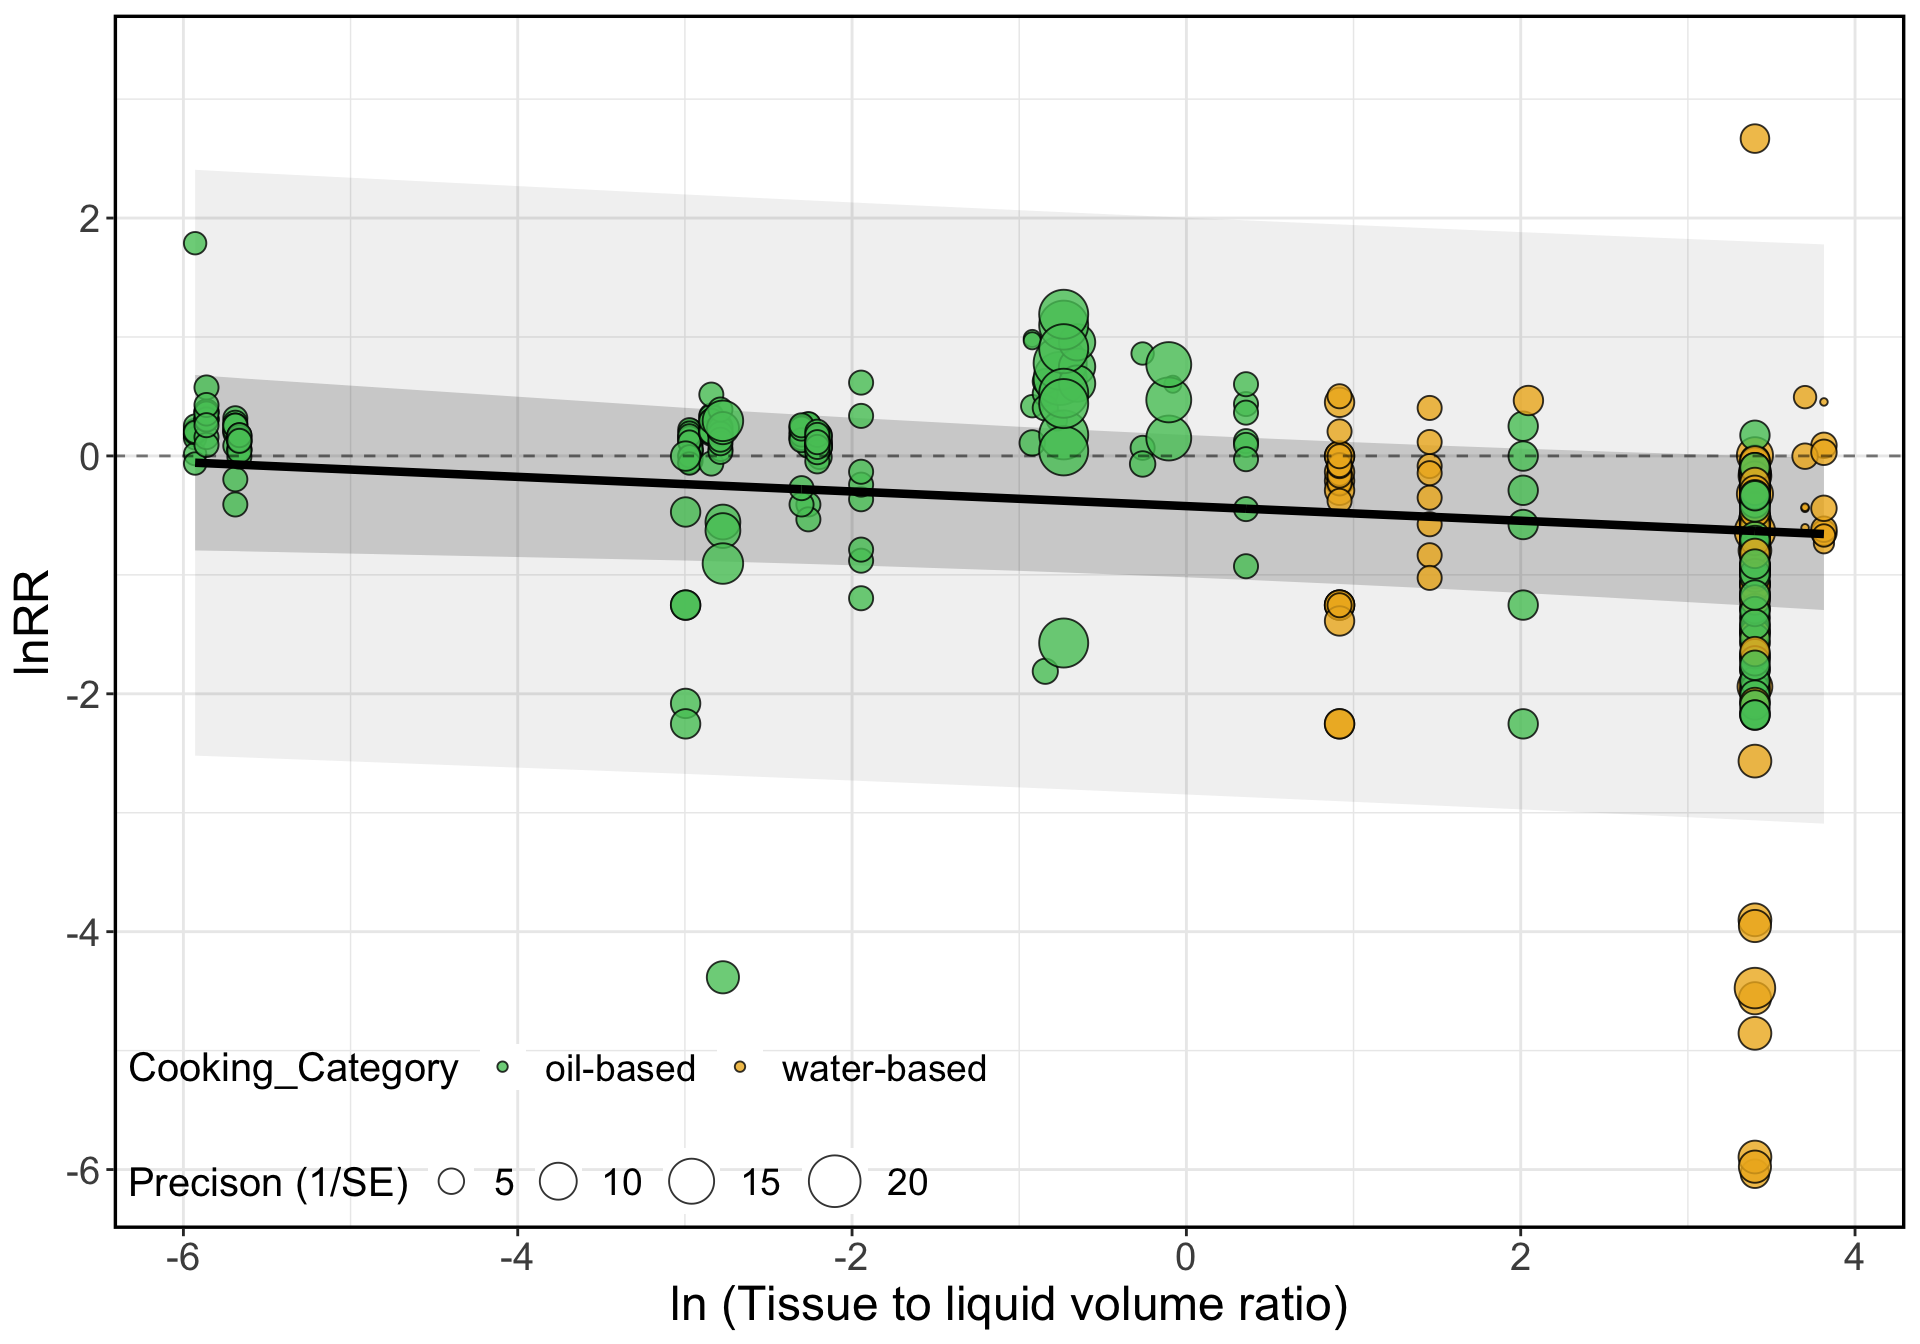 2
0
-2
-4
-6
lnRR
Cooking_Category oil-based water-based
Precison (1/SE) 5 10 15 20
-6 -4 -2 0 2 4
ln (Tissue to liquid volume ratio)